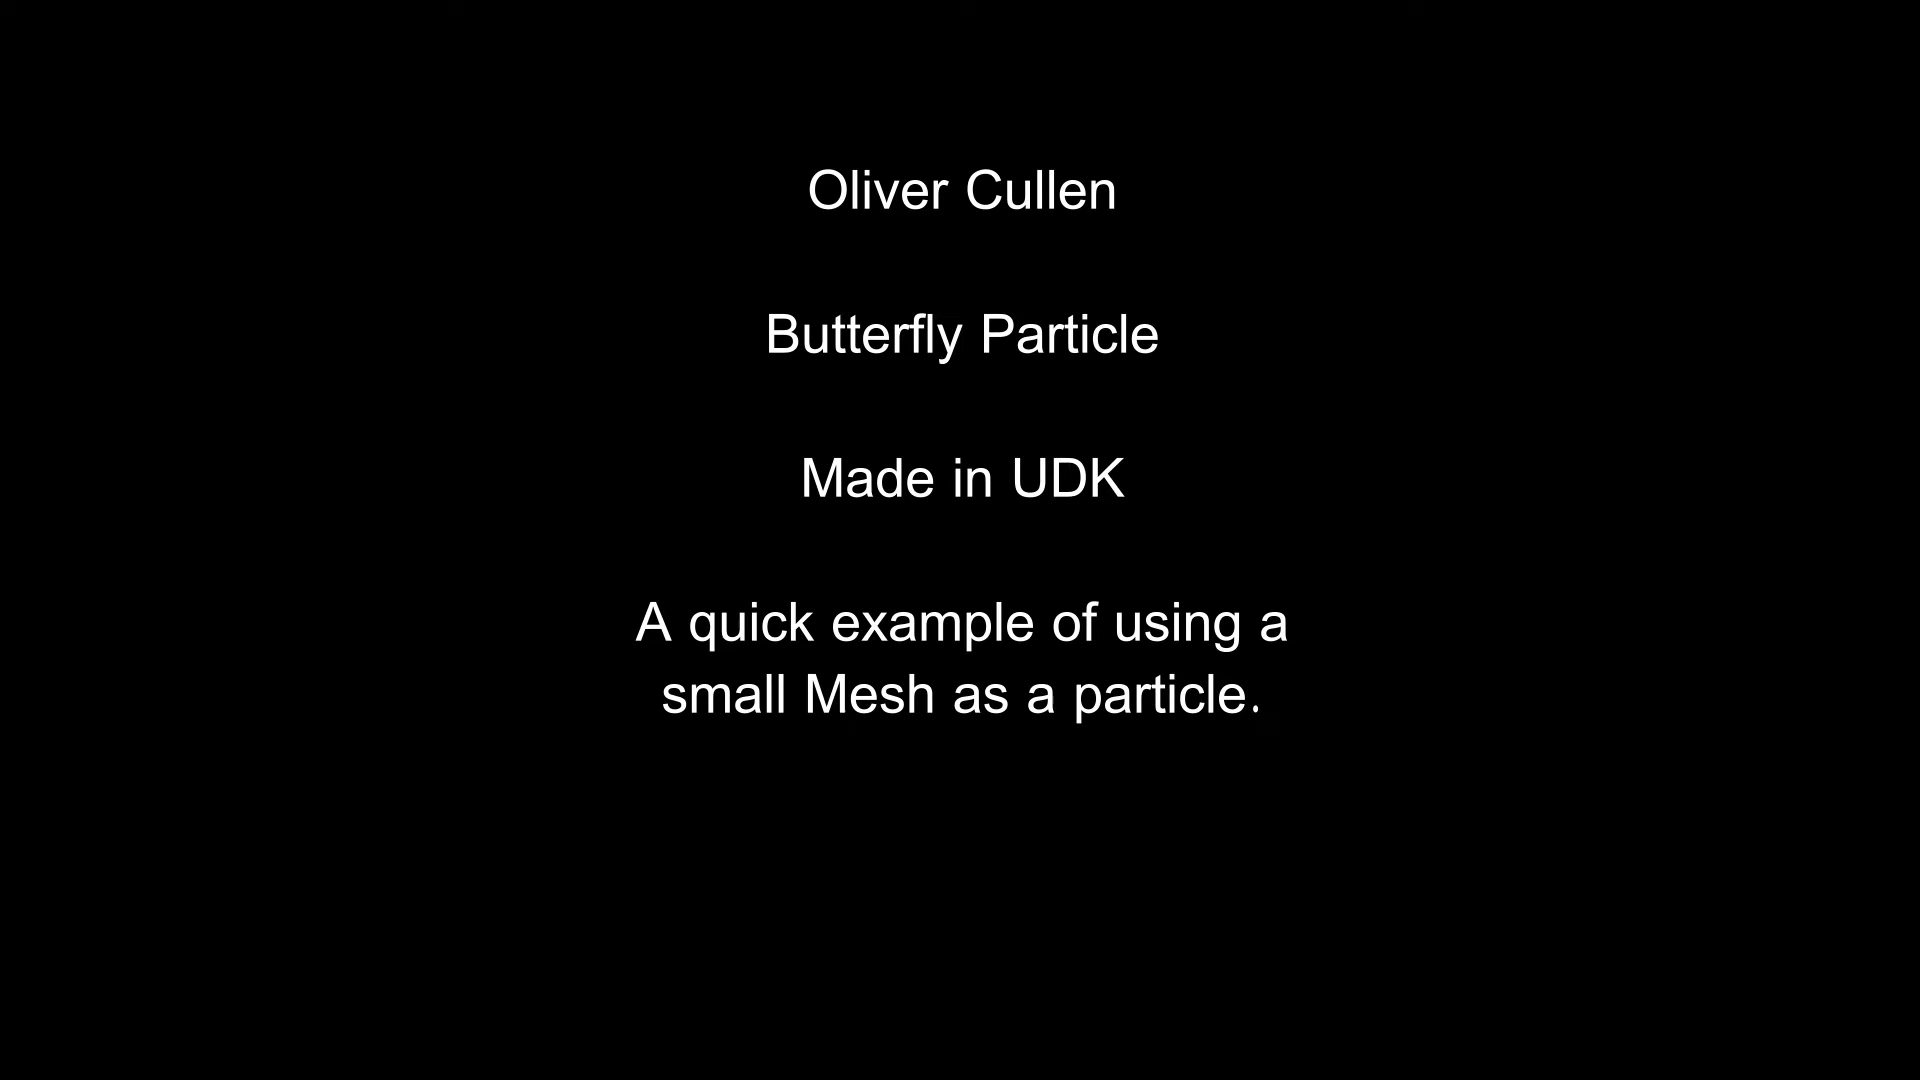 Oliver Cullen
Butterfly Particle
Made in UDK
A quick example of using a
small Mesh as a particle.